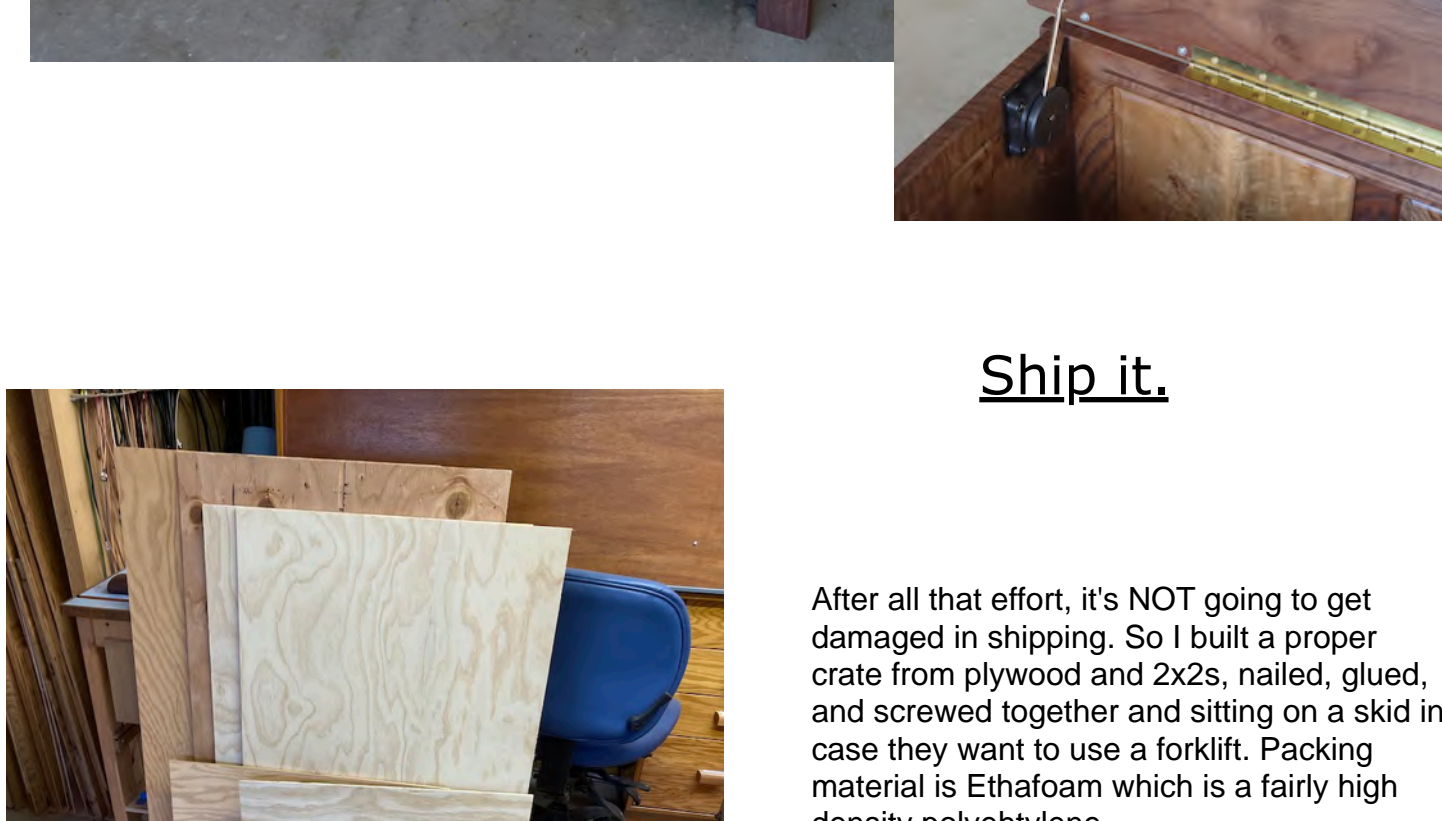 Ship it.
After all that effort, it's NOT going to get
damaged in shipping. So I built a proper
crate from plywood and 2x2s, nailed, glued,
and screwed together and sitting on a skid in
case they want to use a forklift. Packing
material is Ethafoam which is a fairly high
density polyehtylene